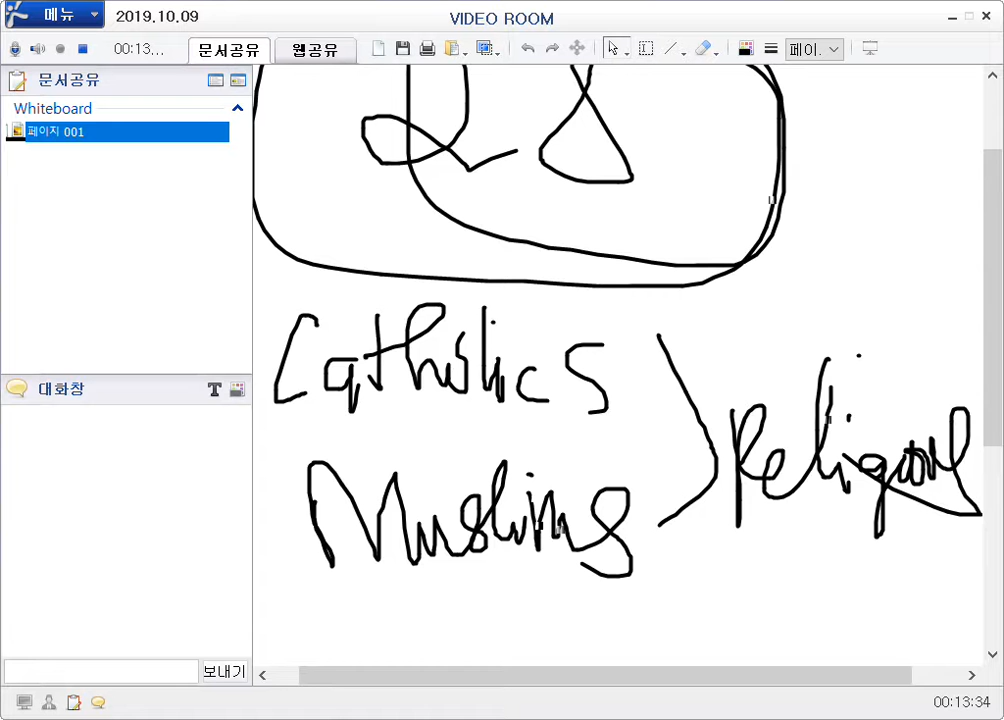 메뉴 2019.10.09 VIDEO ROOM
00:13... 문서공유 웹공유 페이.
문서공유
Whiteboard
페이지 001
Catholics
Muslims
대화창
보내기
00:13:34